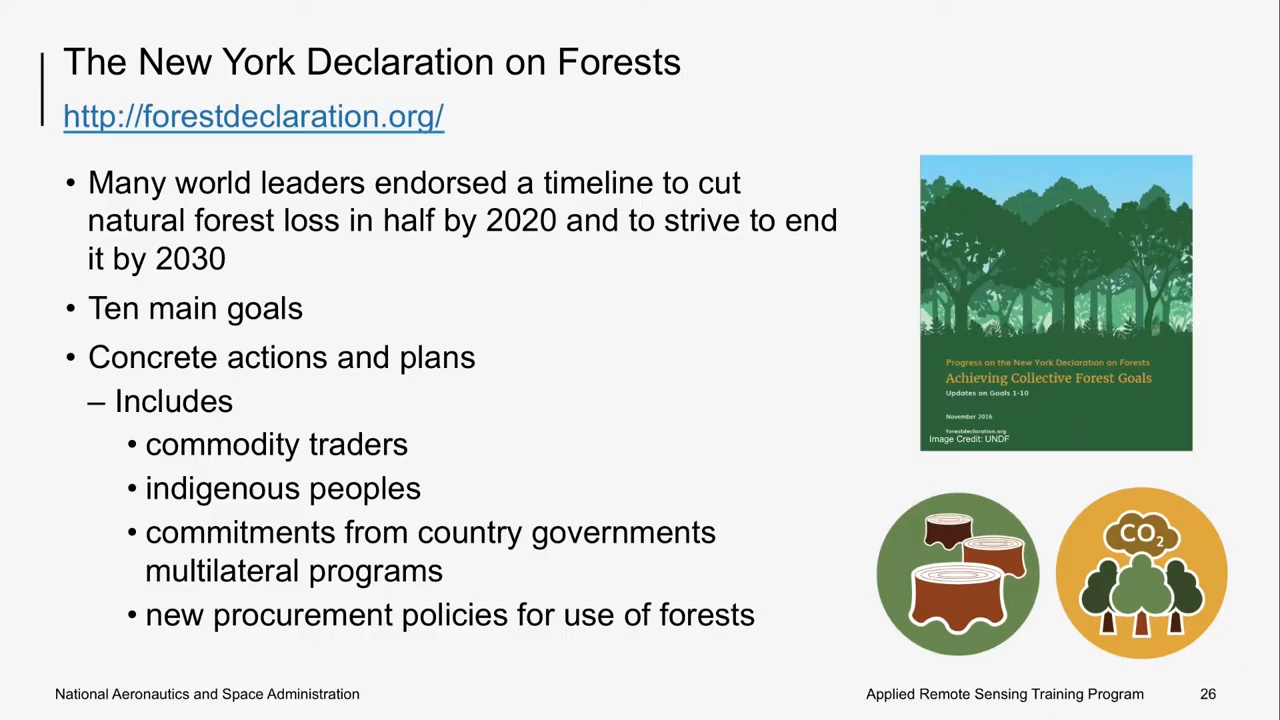 The New York Declaration on Forests
http://forestdeclaration.org/
• Many world leaders endorsed a timeline to cut
natural forest loss in half by 2020 and to strive to end
it by 2030
• Ten main goals
• Concrete actions and plans
– Includes
• commodity traders
• indigenous peoples
• commitments from country governments
multilateral programs
• new procurement policies for use of forests
Progress on the New York Declaration on Forests
Achieving Collective Forest Goals
Updates on Goals 1-10
November 2016
forestdeclaration.org
Image Credit: UNDF
CO2
National Aeronautics and Space Administration
Applied Remote Sensing Training Program
26